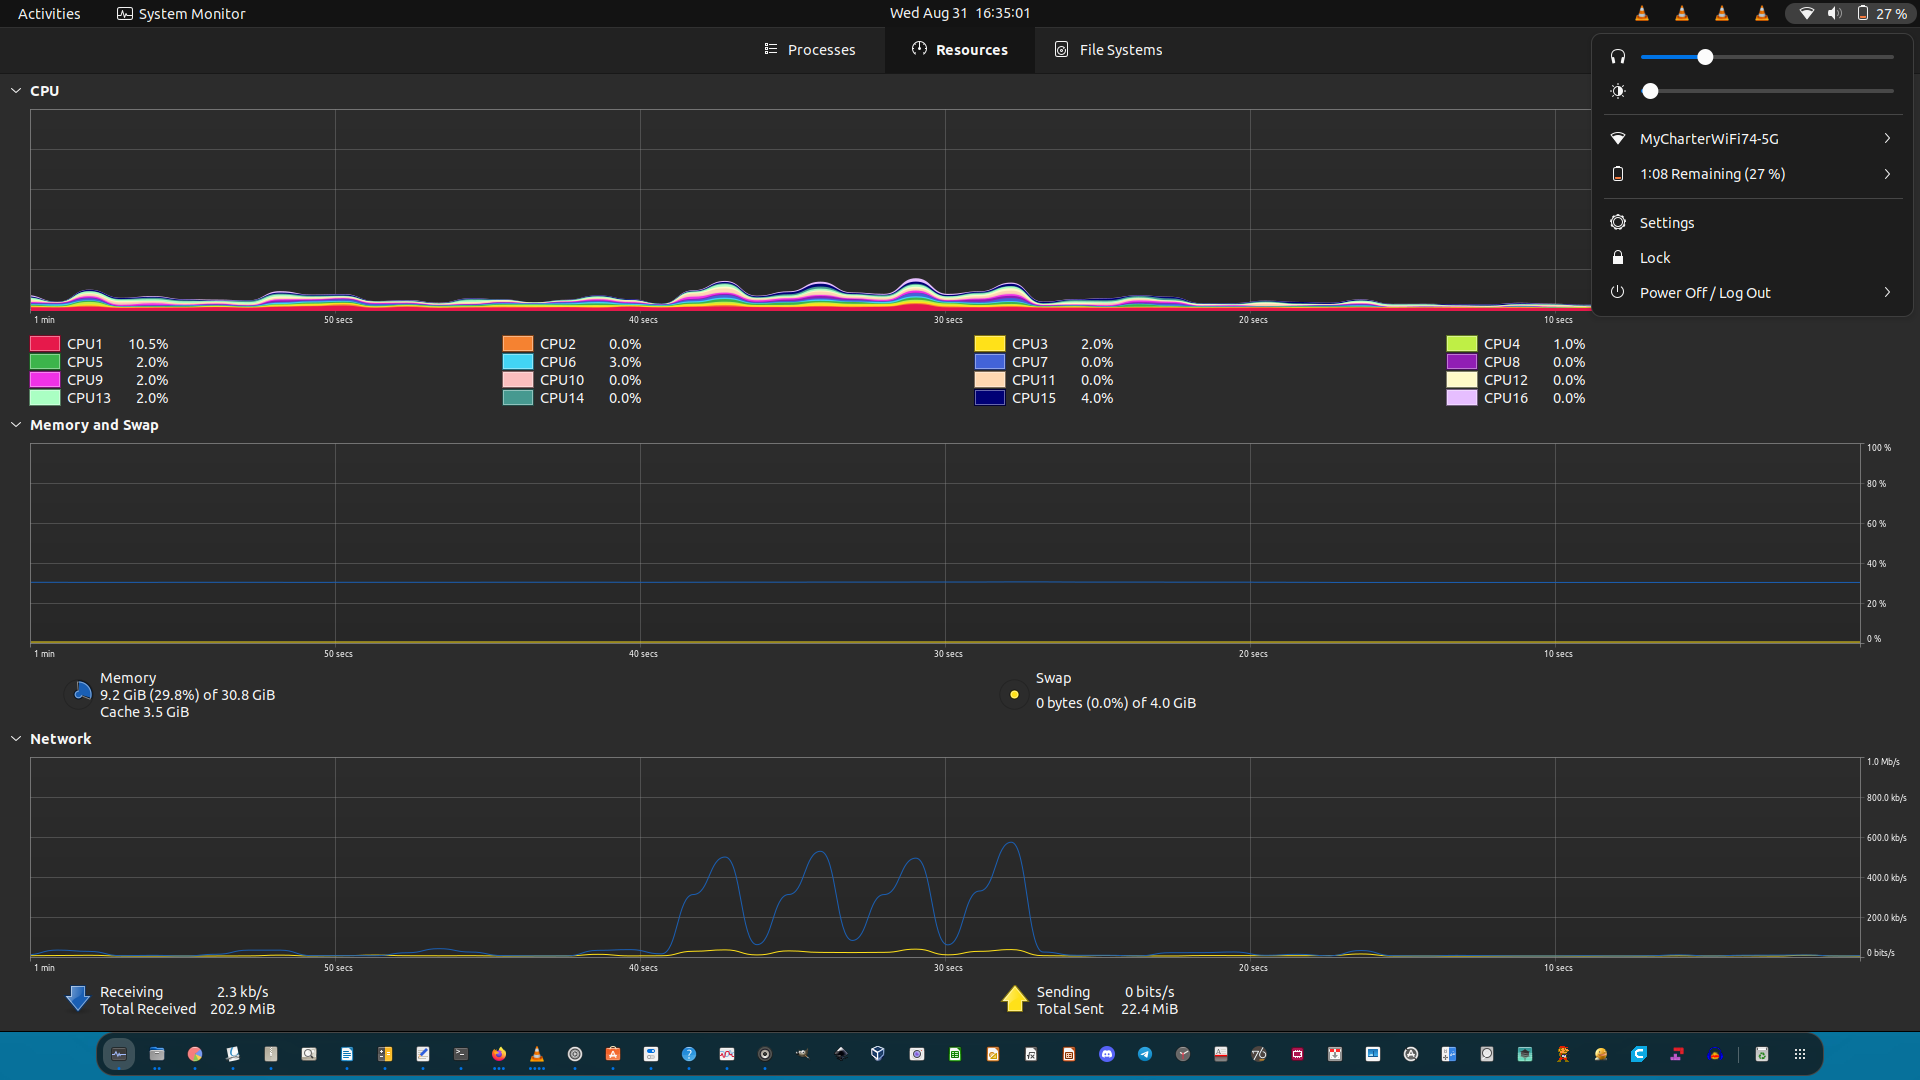 Activities System Monitor Wed Aug 31 16:35:01 27 %
Processes Resources File Systems
CPU
MyCharterWiFi74-5G
1:08 Remaining (27 %)
Settings
Lock
Power Off / Log Out
1 min 50 secs 40 secs 30 secs 20 secs 10 secs
CPU1 10.5% CPU2 0.0% CPU3 2.0% CPU4 1.0%
CPU5 2.0% CPU6 3.0% CPU7 0.0% CPU8 0.0%
CPU9 2.0% CPU10 0.0% CPU11 0.0% CPU12 0.0%
CPU13 2.0% CPU14 0.0% CPU15 4.0% CPU16 0.0%
Memory and Swap
100 %
80 %
60 %
40 %
20 %
0 %
1 min 50 secs 40 secs 30 secs 20 secs 10 secs
Memory
9.2 GiB (29.8%) of 30.8 GiB
Cache 3.5 GiB
Swap
0 bytes (0.0%) of 4.0 GiB
Network
1.0 Mb/s
800.0 kb/s
600.0 kb/s
400.0 kb/s
200.0 kb/s
0 bits/s
1 min 50 secs 40 secs 30 secs 20 secs 10 secs
Receiving 2.3 kb/s
Total Received 202.9 MiB
Sending 0 bits/s
Total Sent 22.4 MiB